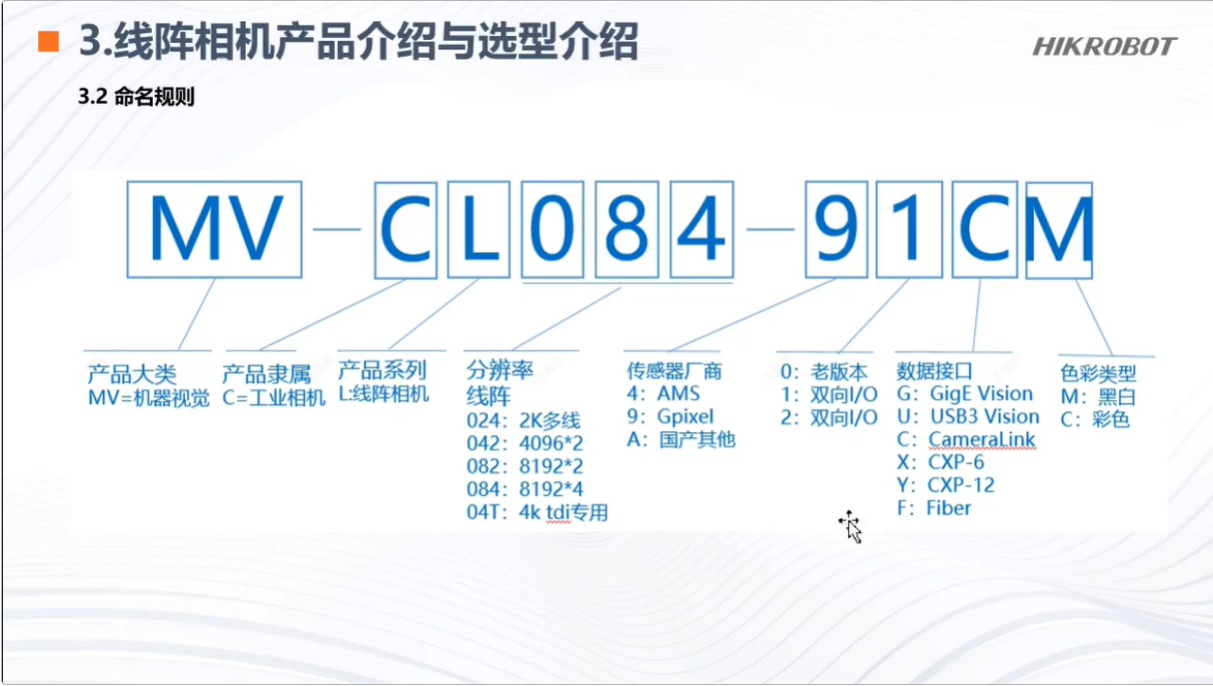 3.线阵相机产品介绍与选型介绍
HIKROBOT
3.2 命名规则
MV-CL084-91CM
产品大类
MV=机器视觉
产品隶属
C=工业相机
产品系列
L:线阵相机
分辨率
线阵
024：2K多线
042：4096*2
082：8192*2
084：8192*4
04T：4k tdi专用
传感器厂商
4：AMS
9：Gpixel
A：国产其他
0：老版本
1：双向I/O
2：双向I/O
数据接口
G：GigE Vision
U：USB3 Vision
C：CameraLink
X：CXP-6
Y：CXP-12
F：Fiber
色彩类型
M：黑白
C：彩色